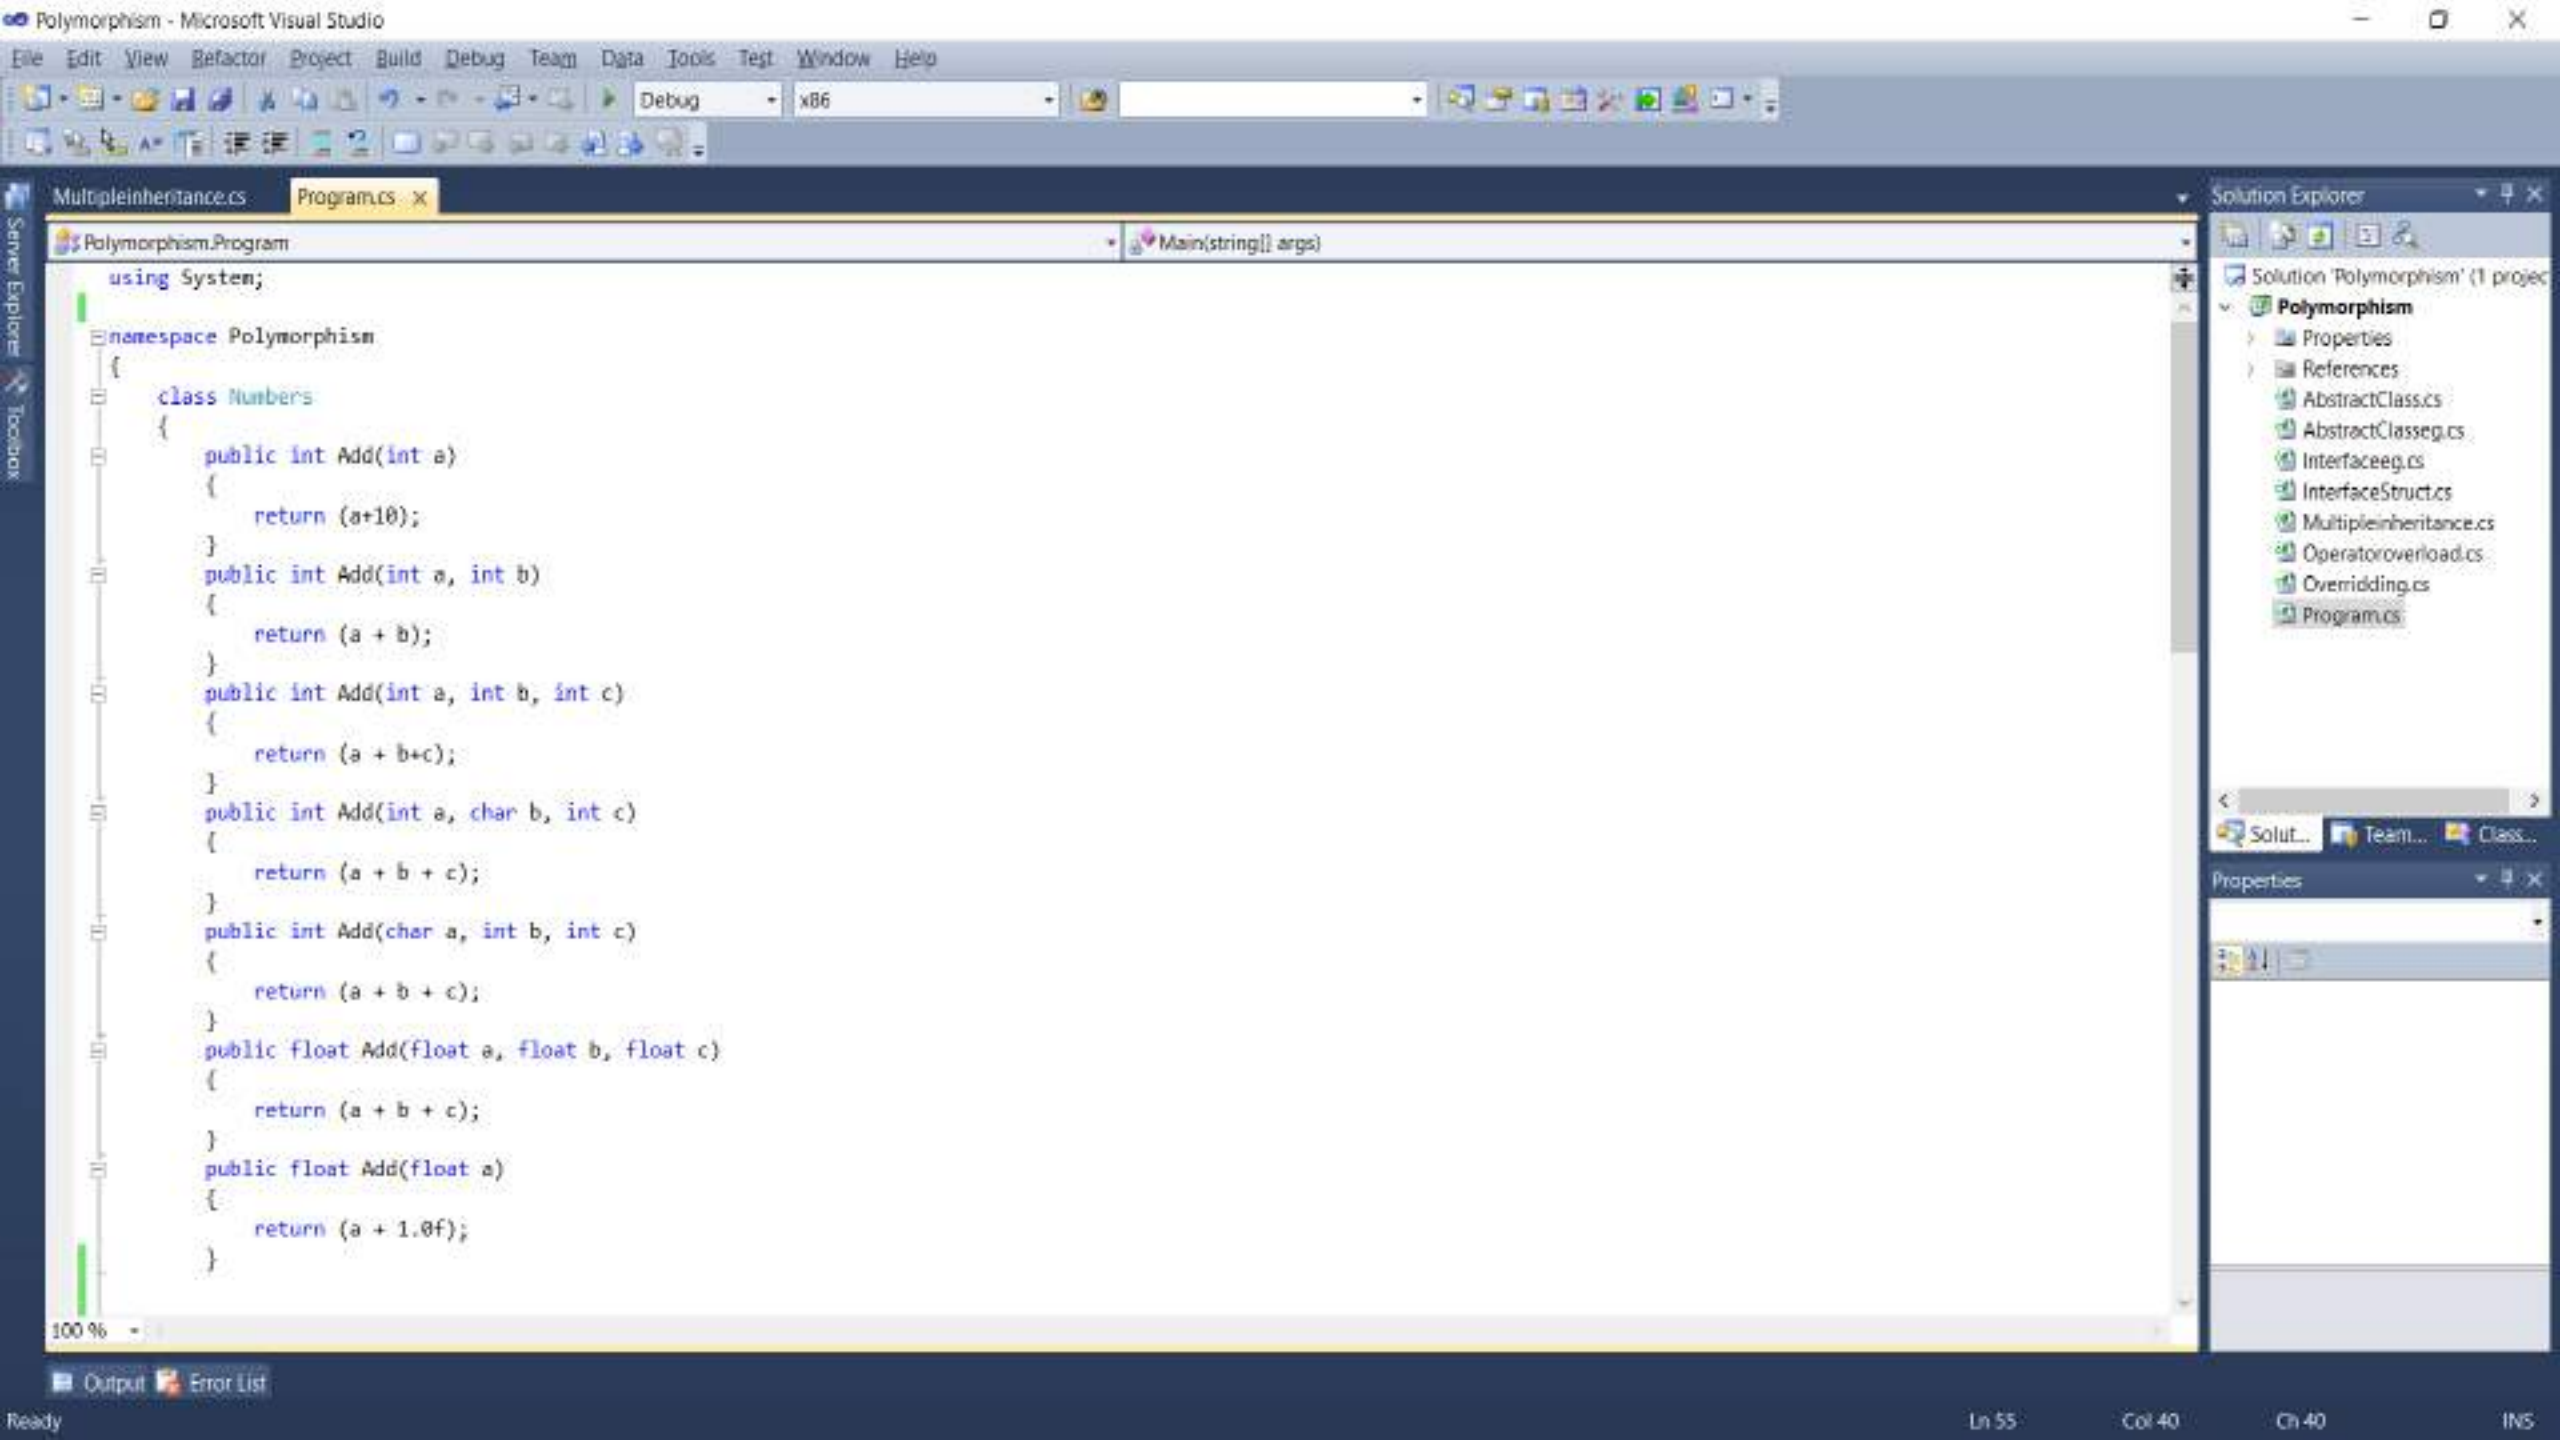 Polymorphism - Microsoft Visual Studio
File Edit View Refactor Project Build Debug Team Data Tools Test Window Help
Debug x86
Multipleinheritance.cs Program.cs
Polymorphism.Program Main(string[] args)
using System;
namespace Polymorphism
{
class Numbers
{
public int Add(int a)
{
return (a+10);
}
public int Add(int a, int b)
{
return (a + b);
}
public int Add(int a, int b, int c)
{
return (a + b+c);
}
public int Add(int a, char b, int c)
{
return (a + b + c);
}
public int Add(char a, int b, int c)
{
return (a + b + c);
}
public float Add(float a, float b, float c)
{
return (a + b + c);
}
public float Add(float a)
{
return (a + 1.0f);
}
100 %
Server Explorer
Toolbox
Solution Explorer
Solution 'Polymorphism' (1 projec
Polymorphism
Properties
References
AbstractClass.cs
AbstractClasseg.cs
Interfaceeg.cs
InterfaceStruct.cs
Multipleinheritance.cs
Operatoroverload.cs
Overridding.cs
Program.cs
Solut... Team... Class...
Properties
Output Error List
Ready Ln 55 Col 40 Ch 40 INS